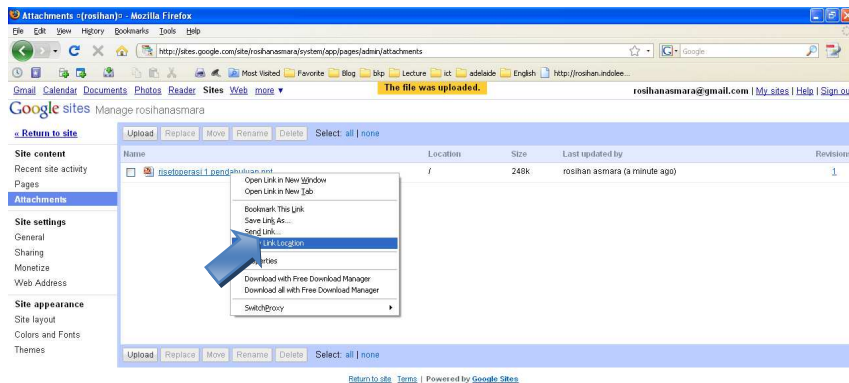 Attachments ¤(rosihan)¤ - Mozilla Firefox
File Edit View History Bookmarks Tools Help
http://sites.google.com/site/rosihanasmara/system/app/pages/admin/attachments
Google
Most Visited Favorite Blog bkp Lecture ict adelaide English http://rosihan.indolee...
Gmail Calendar Documents Photos Reader Sites Web more ▼ The file was uploaded. rosihanasmara@gmail.com | My sites | Help | Sign ou
Google sites Manage rosihanasmara
« Return to site Upload Replace Move Rename Delete Select: all | none
Site content Name Location Size Last updated by Revision
Recent site activity risetoperasi 1 pendahuluan.ppt / 248k rosihan asmara (a minute ago) 1
Pages
Attachments
Site settings
General
Sharing
Monetize
Web Address
Site appearance
Site layout
Colors and Fonts
Themes
Open Link in New Window
Open Link in New Tab
Bookmark This Link
Save Link As...
Send Link...
Link Location
Download with Free Download Manager
Download all with Free Download Manager
SwitchProxy
Upload Replace Move Rename Delete Select: all | none
Return to site Terms | Powered by Google Sites